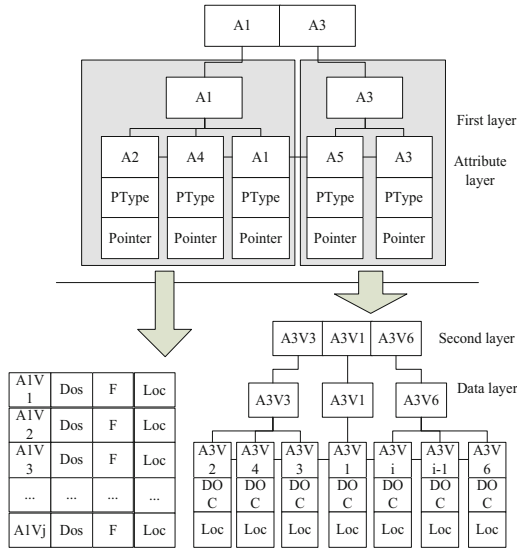 A1 A3
A1 A3
First layer
A2 A4 A1 A5 A3
Attribute
layer
PType PType PType PType PType
Pointer Pointer Pointer Pointer Pointer
A3V3 A3V1 A3V6
Second layer
Data layer
A3V3 A3V1 A3V6
A1V
1
Dos F Loc
A1V
2
Dos F Loc
A1V
3
Dos F Loc
... ... ... ...
A1Vj Dos F Loc
A3V A3V A3V A3V A3V A3V A3V
2 4 3 1 i i-1 6
DO DO DO DO DO DO DO
C C C C C C C
Loc Loc Loc Loc Loc Loc Loc